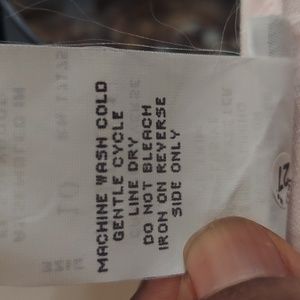 MACHINE WASH COLD
GENTLE CYCLE
LINE DRY
DO NOT BLEACH
IRON ON REVERSE
SIDE ONLY